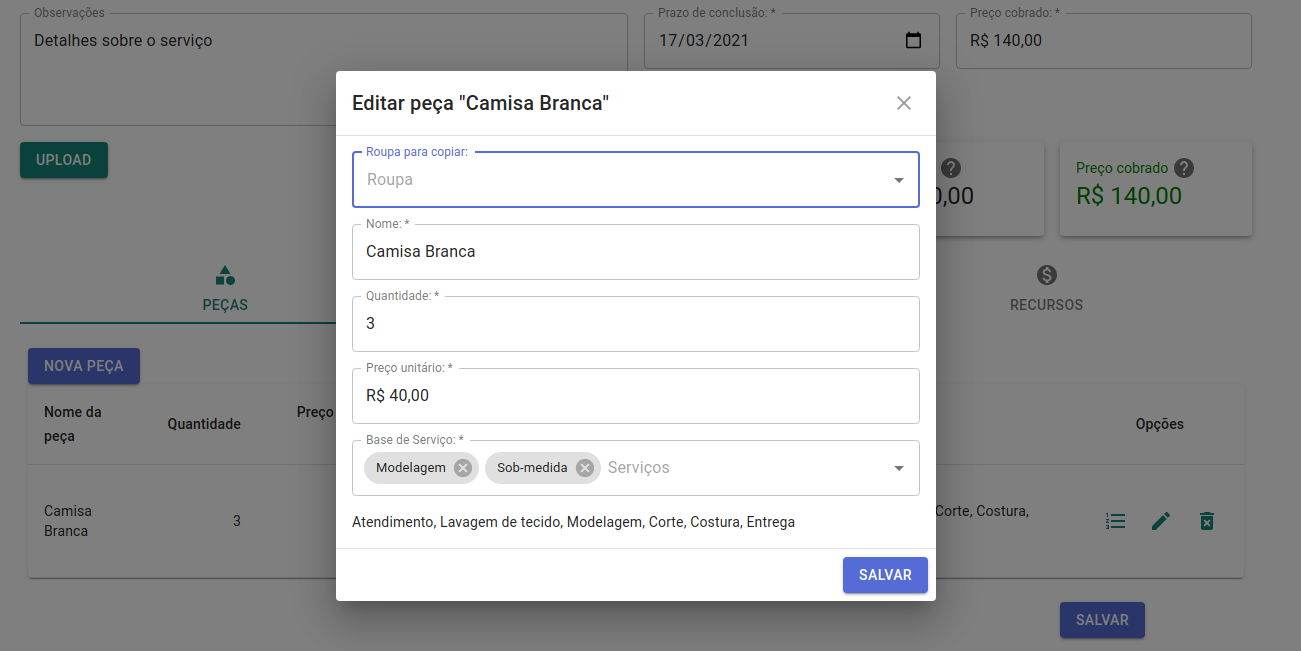 Observações
Detalhes sobre o serviço
Prazo de conclusão: *
17/03/2021
Preço cobrado: *
R$ 140,00
UPLOAD
0,00
Preço cobrado ?
R$ 140,00
PEÇAS
RECURSOS
NOVA PEÇA
Nome da peça
Quantidade
Preço
Opções
Camisa Branca
3
Corte, Costura,
SALVAR
Editar peça "Camisa Branca"
Roupa para copiar:
Roupa
Nome: *
Camisa Branca
Quantidade: *
3
Preço unitário: *
R$ 40,00
Base de Serviço: *
Modelagem
Sob-medida
Serviços
Atendimento, Lavagem de tecido, Modelagem, Corte, Costura, Entrega
SALVAR